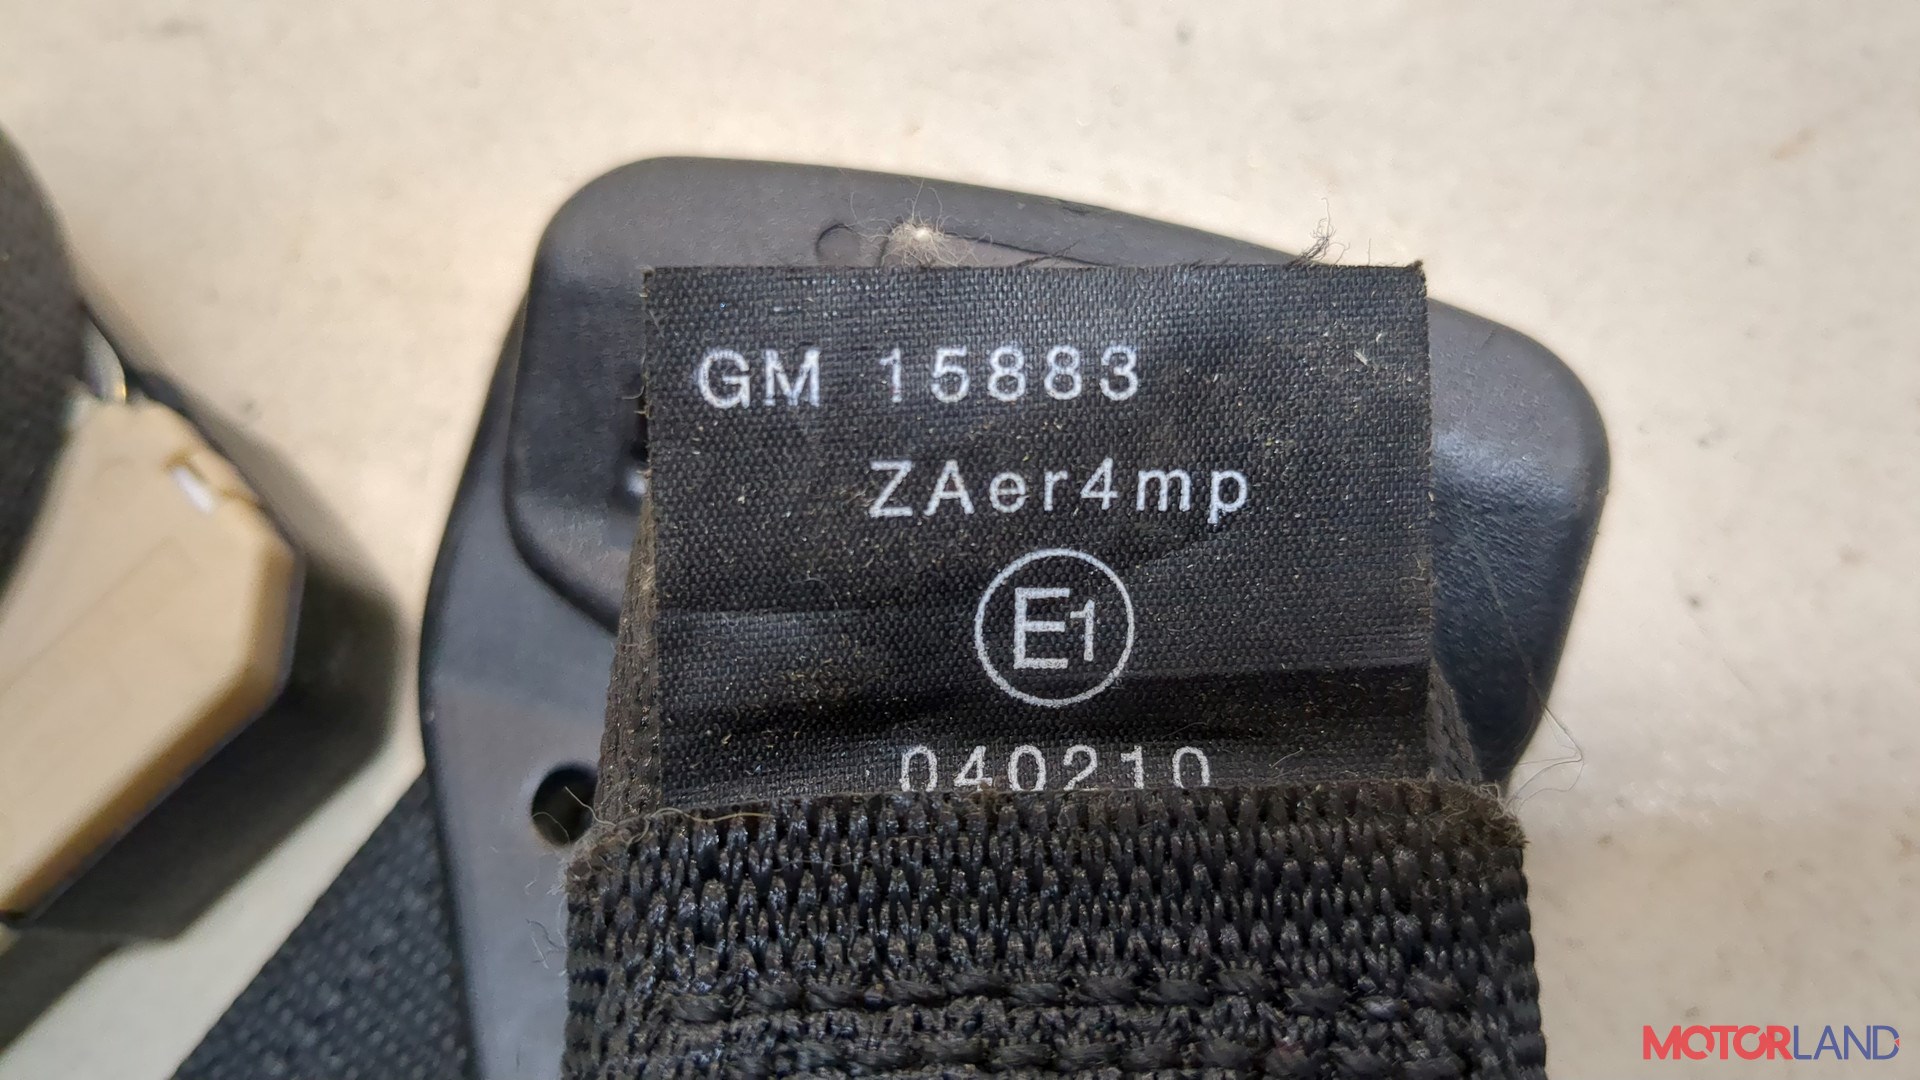 GM 15883
ZAer4mp
E1
040210
MOTORLAND